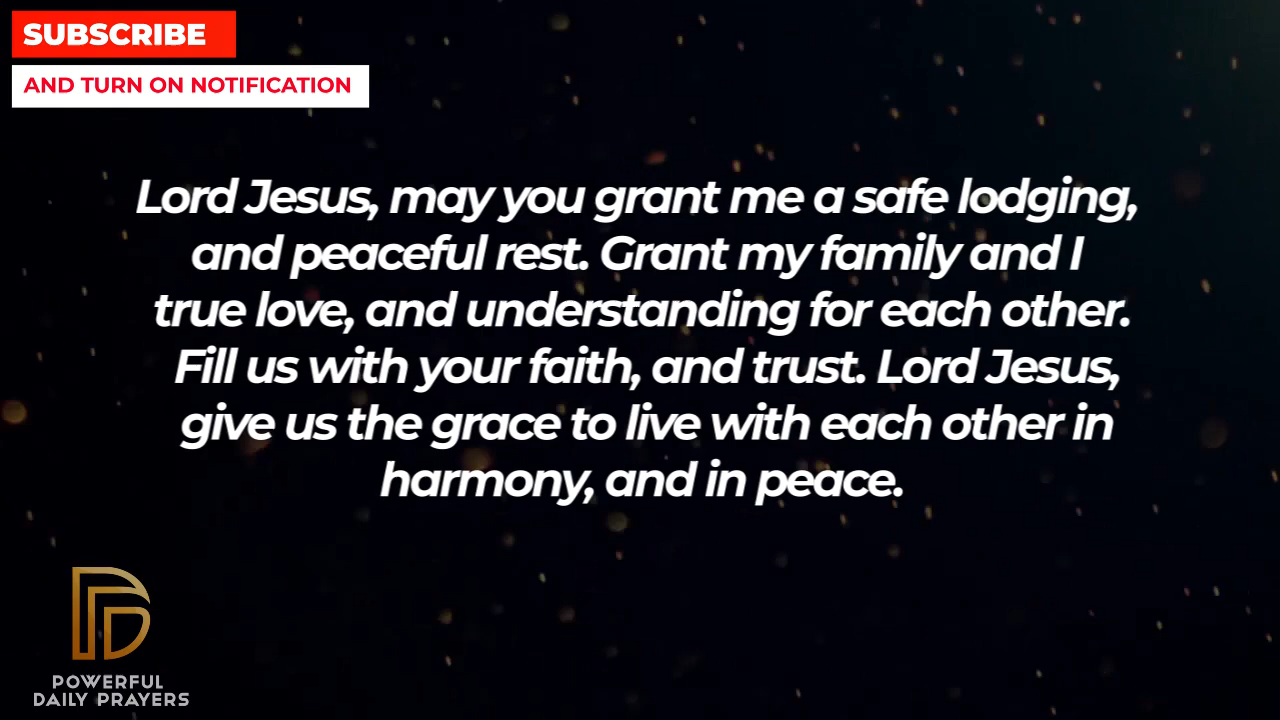 SUBSCRIBE
AND TURN ON NOTIFICATION
Lord Jesus, may you grant me a safe lodging,
and peaceful rest. Grant my family and I
true love, and understanding for each other.
Fill us with your faith, and trust. Lord Jesus,
give us the grace to live with each other in
harmony, and in peace.
POWERFUL
DAILY PRAYERS